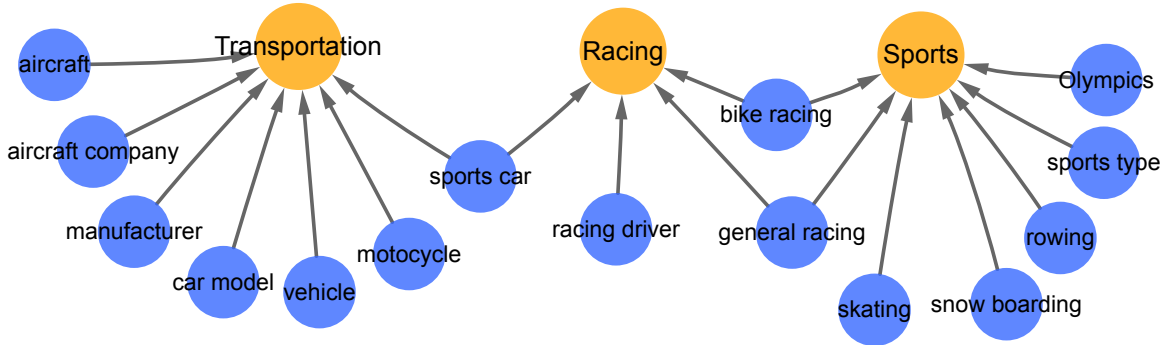 Transportation
Racing
Sports
aircraft
Olympics
bike racing
aircraft company
sports car
sports type
manufacturer
racing driver
general racing
rowing
motocycle
car model
vehicle
skating
snow boarding